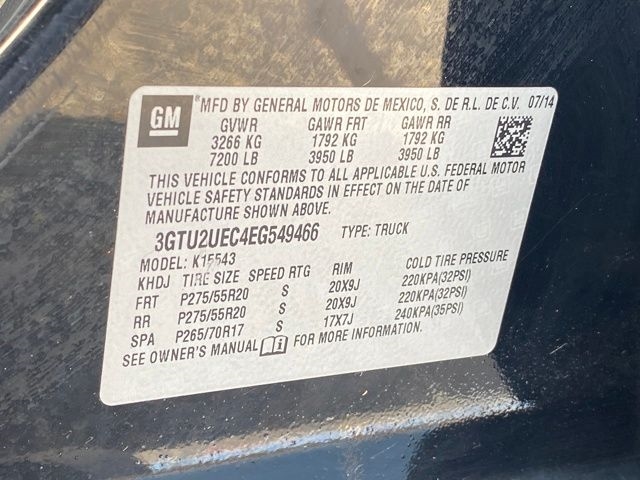 GM ® MFD BY GENERAL MOTORS DE MEXICO, S. DE R.L. DE C.V. 07/14
GVWR GAWR FRT GAWR RR
3266 KG 1792 KG 1792 KG
7200 LB 3950 LB 3950 LB
THIS VEHICLE CONFORMS TO ALL APPLICABLE U.S. FEDERAL MOTOR
VEHICLE SAFETY STANDARDS IN EFFECT ON THE DATE OF
MANUFACTURE SHOWN ABOVE.
3GTU2UEC4EG549466 TYPE: TRUCK
MODEL: K15543
KHDJ TIRE SIZE SPEED RTG RIM COLD TIRE PRESSURE
FRT P275/55R20 S 20X9J 220KPA(32PSI)
RR P275/55R20 S 20X9J 220KPA(32PSI)
SPA P265/70R17 S 17X7J 240KPA(35PSI)
SEE OWNER'S MANUAL FOR MORE INFORMATION.